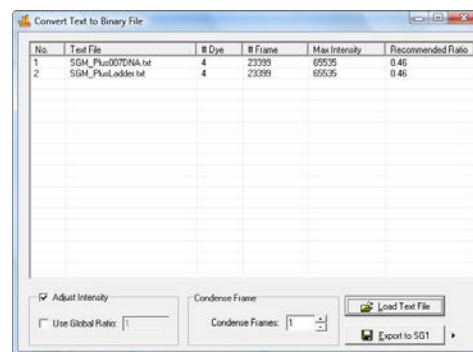 Convert Text to Binary File
No. Text File # Dye # Frame Max Intensity Recommended Ratio
1 SGM_Plus007DNA.txt 4 23399 65535 0.46
2 SGM_PlusLadder.txt 4 23399 65535 0.46
Adjust Intensity
Use Global Ratio: 1
Condense Frame
Condense Frames: 1
Load Text File
Export to SG1